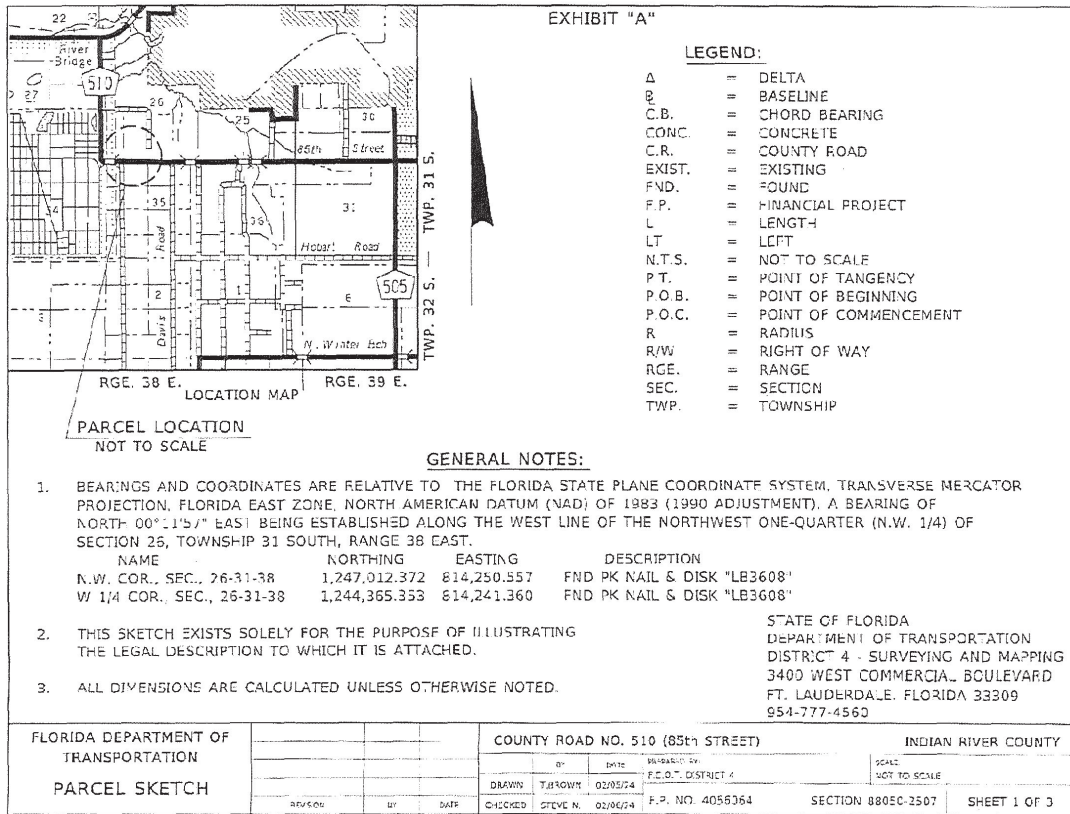 EXHIBIT "A"
22
River
Bridge
510
27
26
25
30
85th Street
34
35
36
31
Hobart Road
505
2
1
6
Davis Road
N. Winter Bch
TWP. 32 S. — TWP. 31 S.
RGE. 38 E. RGE. 39 E.
LOCATION MAP
PARCEL LOCATION
NOT TO SCALE
LEGEND:
Δ = DELTA
= BASELINE
C.B. = CHORD BEARING
CONC. = CONCRETE
C.R. = COUNTY ROAD
EXIST. = EXISTING
FND. = FOUND
F.P. = FINANCIAL PROJECT
L = LENGTH
LT = LEFT
N.T.S. = NOT TO SCALE
P.T. = POINT OF TANGENCY
P.O.B. = POINT OF BEGINNING
P.O.C. = POINT OF COMMENCEMENT
R = RADIUS
R/W = RIGHT OF WAY
RGE. = RANGE
SEC. = SECTION
TWP. = TOWNSHIP
GENERAL NOTES:
1. BEARINGS AND COORDINATES ARE RELATIVE TO THE FLORIDA STATE PLANE COORDINATE SYSTEM, TRANSVERSE MERCATOR
PROJECTION, FLORIDA EAST ZONE, NORTH AMERICAN DATUM (NAD) OF 1983 (1990 ADJUSTMENT). A BEARING OF
NORTH 00°11'57" EAST BEING ESTABLISHED ALONG THE WEST LINE OF THE NORTHWEST ONE-QUARTER (N.W. 1/4) OF
SECTION 26, TOWNSHIP 31 SOUTH, RANGE 38 EAST.
NAME NORTHING EASTING DESCRIPTION
N.W. COR., SEC., 26-31-38 1,247,012.372 814,250.557 FND PK NAIL & DISK "LB3608"
W 1/4 COR., SEC., 26-31-38 1,244,365.353 814,241.360 FND PK NAIL & DISK "LB3608"
2. THIS SKETCH EXISTS SOLELY FOR THE PURPOSE OF ILLUSTRATING
THE LEGAL DESCRIPTION TO WHICH IT IS ATTACHED.
3. ALL DIMENSIONS ARE CALCULATED UNLESS OTHERWISE NOTED.
STATE OF FLORIDA
DEPARTMENT OF TRANSPORTATION
DISTRICT 4 - SURVEYING AND MAPPING
3400 WEST COMMERCIAL BOULEVARD
FT. LAUDERDALE, FLORIDA 33309
954-777-4560
FLORIDA DEPARTMENT OF
TRANSPORTATION
PARCEL SKETCH
REVISION BY DATE
COUNTY ROAD NO. 510 (85th STREET) INDIAN RIVER COUNTY
BY DATE PREPARED BY: SCALE:
F.D.O.T. DISTRICT 4 NOT TO SCALE
DRAWN T.BROWN 02/05/24
CHECKED STEVE N. 02/06/24 F.P. NO. 4056064 SECTION 88050-2507 SHEET 1 OF 3